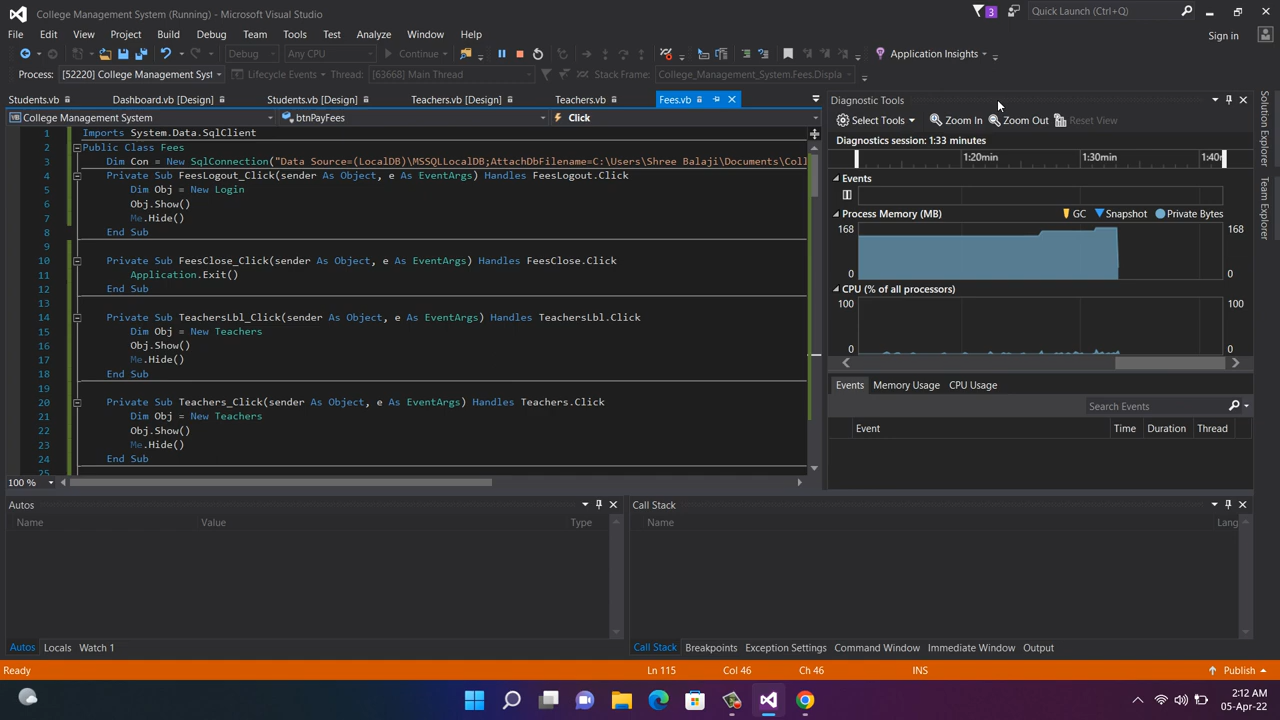 College Management System (Running) - Microsoft Visual Studio
3
Quick Launch (Ctrl+Q)
File Edit View Project Build Debug Team Tools Test Analyze Window Help
Sign in
Debug Any CPU Continue Application Insights
Process: [52220] College Management Syst Lifecycle Events Thread: [63668] Main Thread Stack Frame: College_Management_System.Fees.Displa
Students.vb Dashboard.vb [Design] Students.vb [Design] Teachers.vb [Design] Teachers.vb Fees.vb
College Management System btnPayFees Click
1 Imports System.Data.SqlClient
2 Public Class Fees
3 Dim Con = New SqlConnection("Data Source=(LocalDB)\MSSQLLocalDB;AttachDbFilename=C:\Users\Shree Balaji\Documents\Coll
4 Private Sub FeesLogout_Click(sender As Object, e As EventArgs) Handles FeesLogout.Click
5 Dim Obj = New Login
6 Obj.Show()
7 Me.Hide()
8 End Sub
9
10 Private Sub FeesClose_Click(sender As Object, e As EventArgs) Handles FeesClose.Click
11 Application.Exit()
12 End Sub
13
14 Private Sub TeachersLbl_Click(sender As Object, e As EventArgs) Handles TeachersLbl.Click
15 Dim Obj = New Teachers
16 Obj.Show()
17 Me.Hide()
18 End Sub
19
20 Private Sub Teachers_Click(sender As Object, e As EventArgs) Handles Teachers.Click
21 Dim Obj = New Teachers
22 Obj.Show()
23 Me.Hide()
24 End Sub
25
100 %
Diagnostic Tools
Select Tools Zoom In Zoom Out Reset View
Diagnostics session: 1:33 minutes
1:20min 1:30min 1:40m
Events
Process Memory (MB) GC Snapshot Private Bytes
168 168
0 0
CPU (% of all processors)
100 100
0 0
Events Memory Usage CPU Usage
Search Events
Event Time Duration Thread
Solution Explorer
Team Explorer
Autos
Name Value Type
Autos Locals Watch 1
Call Stack
Name Lang
Call Stack Breakpoints Exception Settings Command Window Immediate Window Output
Ready Ln 115 Col 46 Ch 46 INS Publish
2:12 AM
05-Apr-22